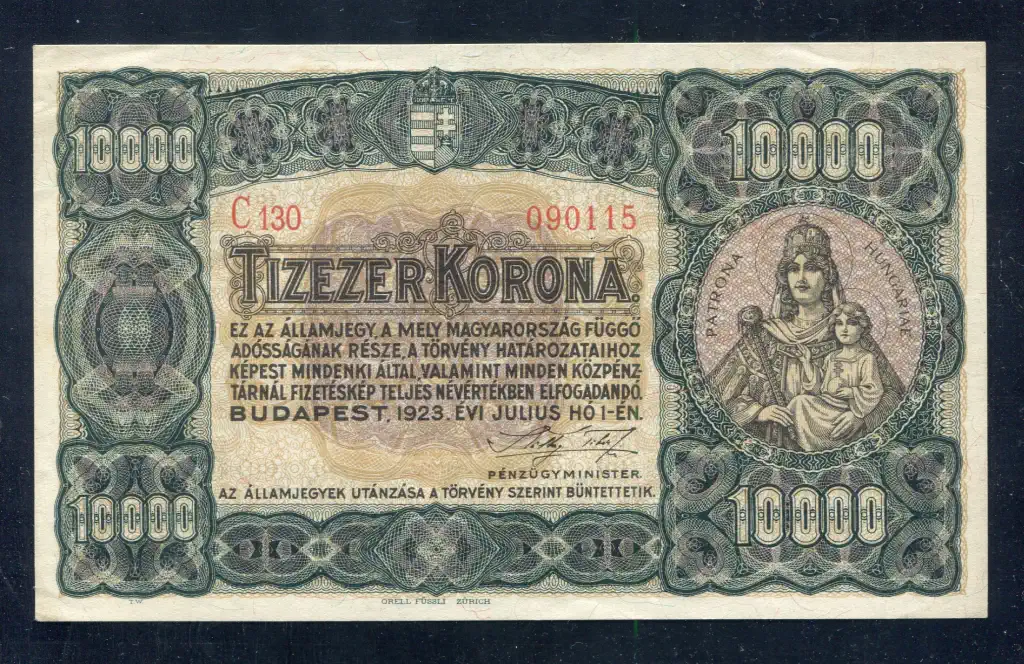 10000
10000
C 130
090115
TIZEZER KORONA.
PATRONA HUNGARIAE
EZ AZ ÁLLAMJEGY, A MELY MAGYARORSZÁG FÜGGŐ
ADÓSSÁGÁNAK RÉSZE, A TÖRVÉNY HATÁROZATAIHOZ
KÉPEST MINDENKI ÁLTAL, VALAMINT MINDEN KÖZPÉNZ-
TÁRNÁL FIZETÉSKÉP TELJES NÉVÉRTÉKBEN ELFOGADANDÓ.
BUDAPEST, 1923. ÉVI JULIUS HÓ 1-ÉN.
PÉNZÜGYMINISTER.
AZ ÁLLAMJEGYEK UTÁNZÁSA A TÖRVÉNY SZERINT BÜNTETTETIK.
10000
10000
T.W.
ORELL FÜSSLI ZÜRICH